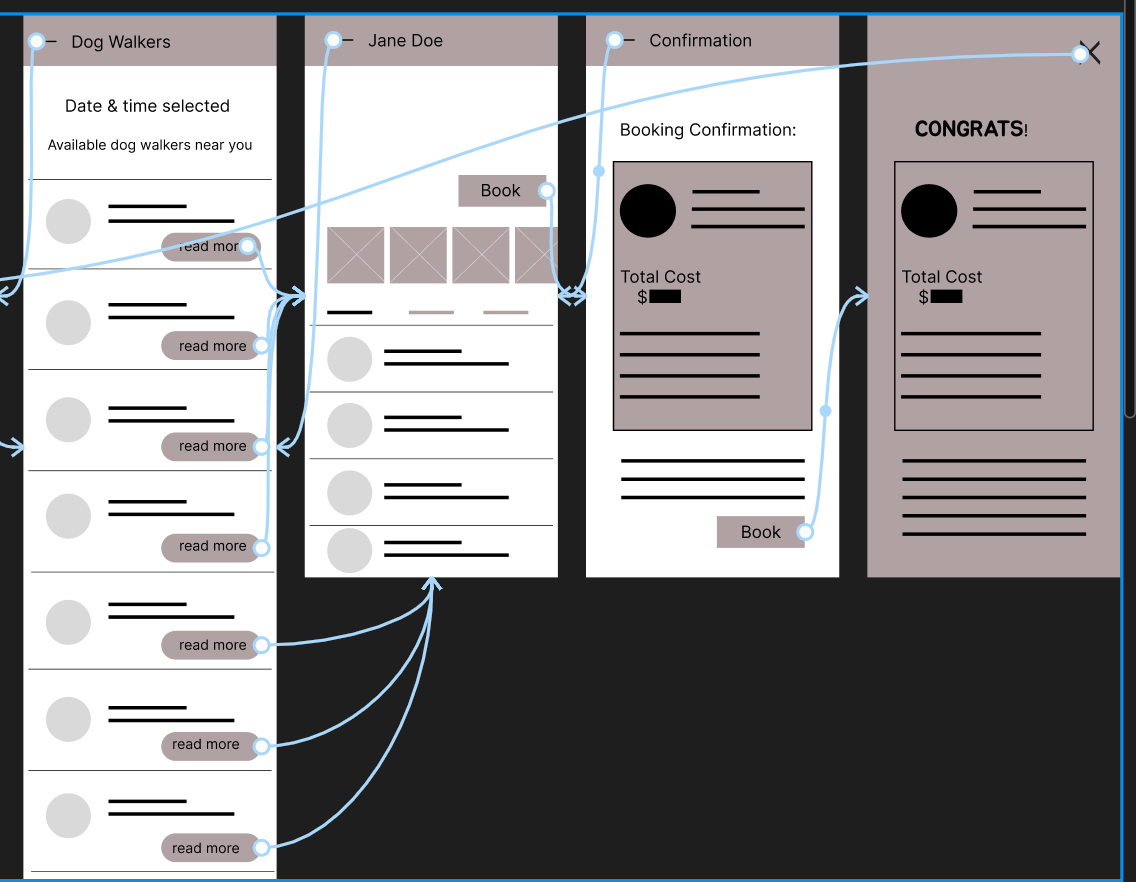 Dog Walkers
Date & time selected
Available dog walkers near you
read mor
read more
read more
read more
read more
read more
read more
Jane Doe
Book
Confirmation
Booking Confirmation:
Total Cost
$
Book
CONGRATS!
Total Cost
$